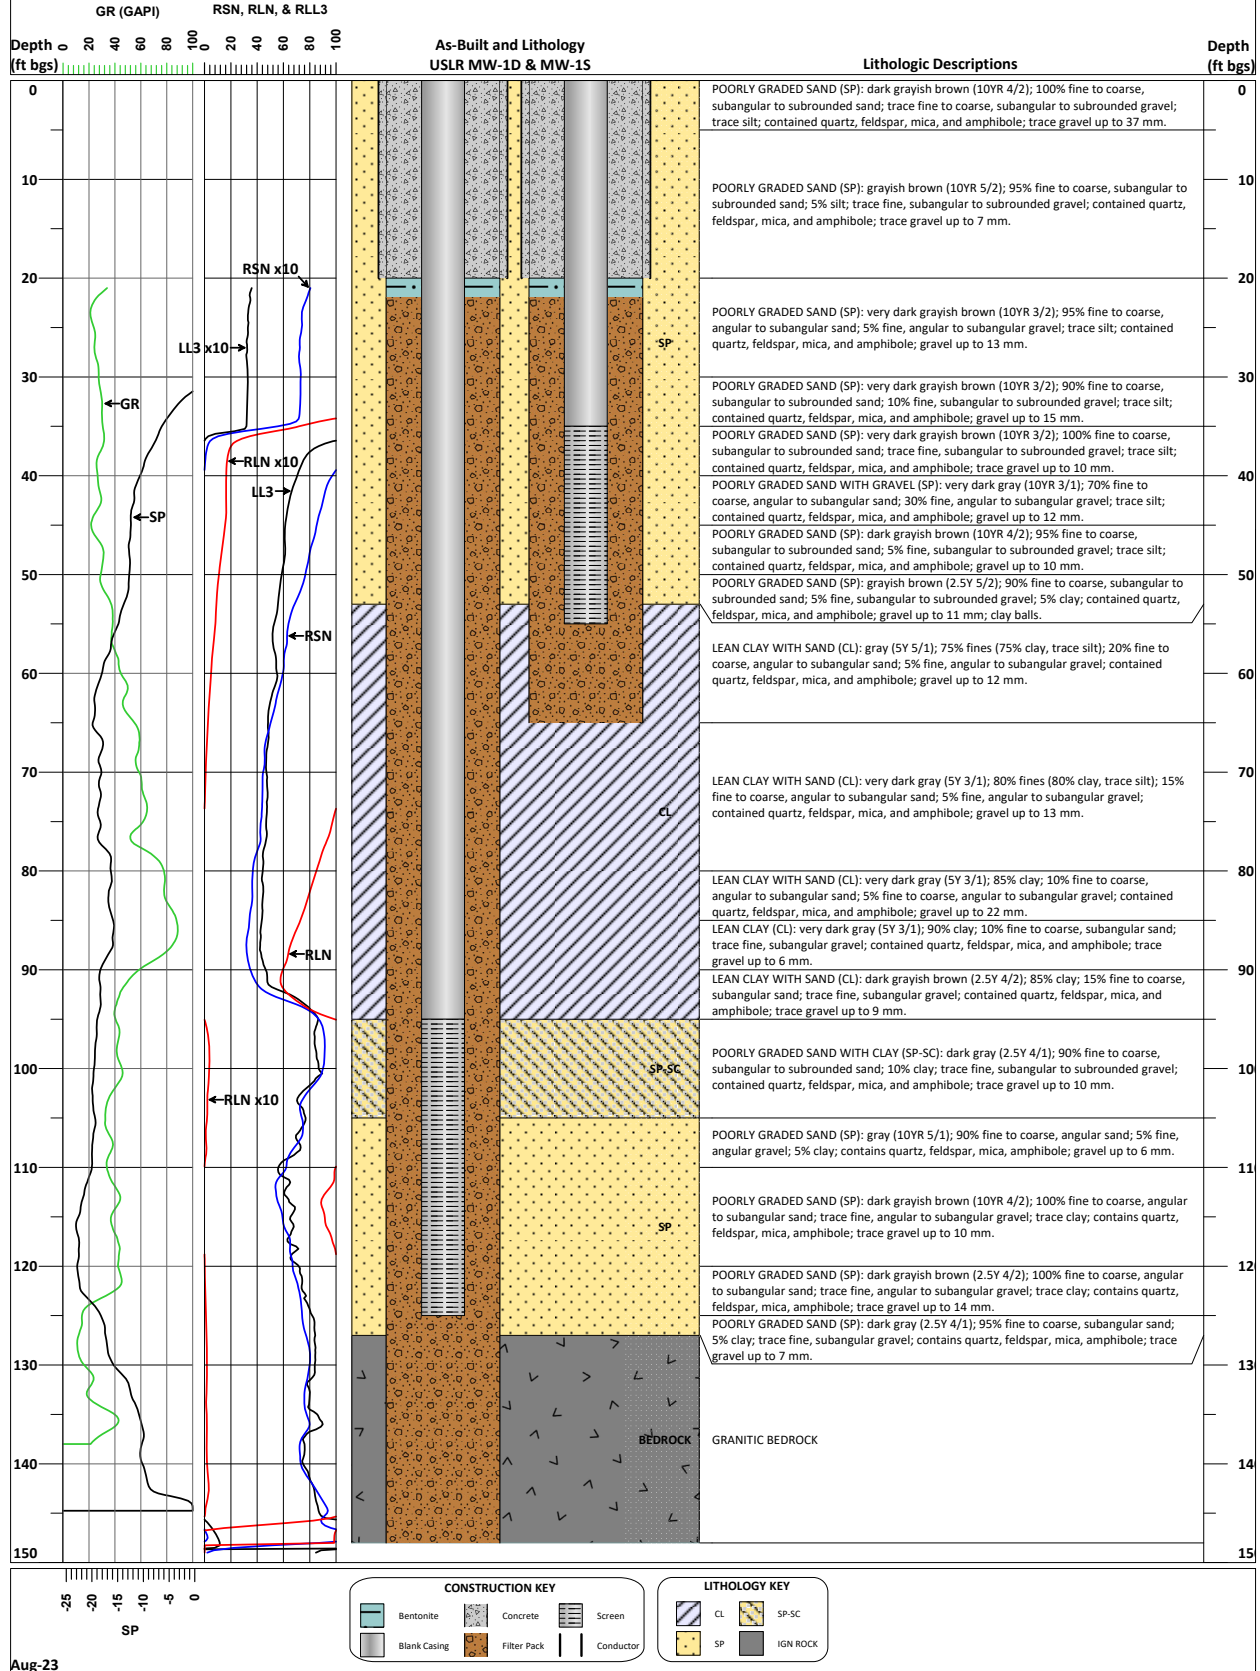 GR (GAPI)
RSN, RLN, & RLL3
Depth
(ft bgs)
0 20 40 60 80 100
0 20 40 60 80 100
As-Built and Lithology
USLR MW-1D & MW-1S
Lithologic Descriptions
Depth
(ft bgs)
0
POORLY GRADED SAND (SP): dark grayish brown (10YR 4/2); 100% fine to coarse,
subangular to subrounded sand; trace fine to coarse, subangular to subrounded gravel;
trace silt; contained quartz, feldspar, mica, and amphibole; trace gravel up to 37 mm.
0
10
POORLY GRADED SAND (SP): grayish brown (10YR 5/2); 95% fine to coarse, subangular to
subrounded sand; 5% silt; trace fine, subangular to subrounded gravel; contained quartz,
feldspar, mica, and amphibole; trace gravel up to 7 mm.
10
RSN x10
20
20
POORLY GRADED SAND (SP): very dark grayish brown (10YR 3/2); 95% fine to coarse,
angular to subangular sand; 5% fine, angular to subangular gravel; trace silt; contained
quartz, feldspar, mica, and amphibole; gravel up to 13 mm.
LL3 x10
SP
30
30
POORLY GRADED SAND (SP): very dark grayish brown (10YR 3/2); 90% fine to coarse,
subangular to subrounded sand; 10% fine, subangular to subrounded gravel; trace silt;
contained quartz, feldspar, mica, and amphibole; gravel up to 15 mm.
GR
POORLY GRADED SAND (SP): very dark grayish brown (10YR 3/2); 100% fine to coarse,
subangular to subrounded sand; trace fine, subangular to subrounded gravel; trace silt;
contained quartz, feldspar, mica, and amphibole; trace gravel up to 10 mm.
RLN x10
40
40
POORLY GRADED SAND WITH GRAVEL (SP): very dark gray (10YR 3/1); 70% fine to
coarse, angular to subangular sand; 30% fine, angular to subangular gravel; trace silt;
contained quartz, feldspar, mica, and amphibole; gravel up to 12 mm.
LL3
SP
POORLY GRADED SAND (SP): dark grayish brown (10YR 4/2); 95% fine to coarse,
subangular to subrounded sand; 5% fine, subangular to subrounded gravel; trace silt;
contained quartz, feldspar, mica, and amphibole; gravel up to 10 mm.
50
50
POORLY GRADED SAND (SP): grayish brown (2.5Y 5/2); 90% fine to coarse, subangular to
subrounded sand; 5% fine, subangular to subrounded gravel; 5% clay; contained quartz,
feldspar, mica, and amphibole; gravel up to 11 mm; clay balls.
RSN
LEAN CLAY WITH SAND (CL): gray (5Y 5/1); 75% fines (75% clay, trace silt); 20% fine to
coarse, angular to subangular sand; 5% fine, angular to subangular gravel; contained
quartz, feldspar, mica, and amphibole; gravel up to 12 mm.
60
60
70
70
LEAN CLAY WITH SAND (CL): very dark gray (5Y 3/1); 80% fines (80% clay, trace silt); 15%
fine to coarse, angular to subangular sand; 5% fine, angular to subangular gravel;
contained quartz, feldspar, mica, and amphibole; gravel up to 13 mm.
CL
80
80
LEAN CLAY WITH SAND (CL): very dark gray (5Y 3/1); 85% clay; 10% fine to coarse,
angular to subangular sand; 5% fine to coarse, angular to subangular gravel; contained
quartz, feldspar, mica, and amphibole; gravel up to 22 mm.
LEAN CLAY (CL): very dark gray (5Y 3/1); 90% clay; 10% fine to coarse, subangular sand;
trace fine, subangular gravel; contained quartz, feldspar, mica, and amphibole; trace
gravel up to 6 mm.
RLN
90
90
LEAN CLAY WITH SAND (CL): dark grayish brown (2.5Y 4/2); 85% clay; 15% fine to coarse,
subangular sand; trace fine, subangular gravel; contained quartz, feldspar, mica, and
amphibole; trace gravel up to 9 mm.
100
POORLY GRADED SAND WITH CLAY (SP-SC): dark gray (2.5Y 4/1); 90% fine to coarse,
subangular to subrounded sand; 10% clay; trace fine, subangular to subrounded gravel;
contained quartz, feldspar, mica, and amphibole; trace gravel up to 10 mm.
SP-SC
10
RLN x10
POORLY GRADED SAND (SP): gray (10YR 5/1); 90% fine to coarse, angular sand; 5% fine,
angular gravel; 5% clay; contains quartz, feldspar, mica, amphibole; gravel up to 6 mm.
110
11
POORLY GRADED SAND (SP): dark grayish brown (10YR 4/2); 100% fine to coarse, angular
to subangular sand; trace fine, angular to subangular gravel; trace clay; contains quartz,
feldspar, mica, amphibole; trace gravel up to 10 mm.
SP
120
12
POORLY GRADED SAND (SP): dark grayish brown (2.5Y 4/2); 100% fine to coarse, angular
to subangular sand; trace fine, angular to subangular gravel; trace clay; contains quartz,
feldspar, mica, amphibole; trace gravel up to 14 mm.
POORLY GRADED SAND (SP): dark gray (2.5Y 4/1); 95% fine to coarse, subangular sand;
5% clay; trace fine, subangular gravel; contains quartz, feldspar, mica, amphibole; trace
gravel up to 7 mm.
130
13
BEDROCK
GRANITIC BEDROCK
140
14
150
15
-25 -20 -15 -10 -5 0
SP
CONSTRUCTION KEY
Bentonite
Concrete
Screen
Blank Casing
Filter Pack
Conductor
LITHOLOGY KEY
CL
SP-SC
SP
IGN ROCK
Aug-23